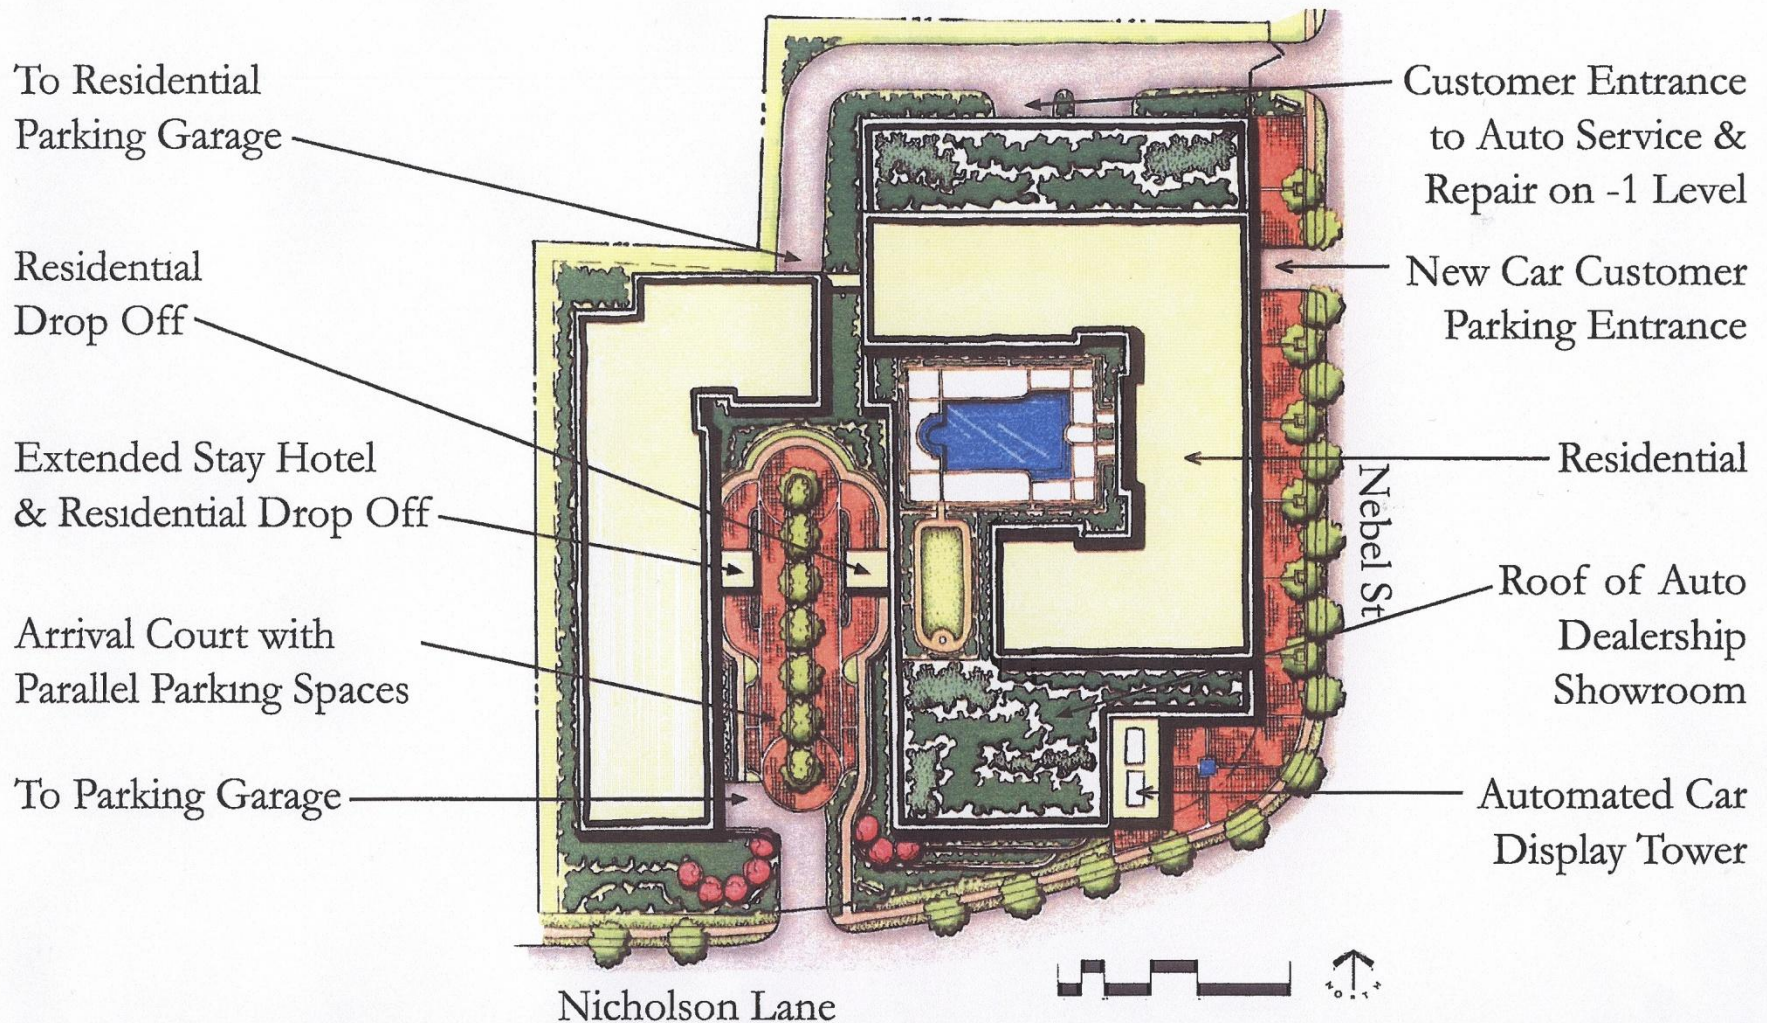 To Residential
Parking Garage
Residential
Drop Off
Extended Stay Hotel
& Residential Drop Off
Arrival Court with
Parallel Parking Spaces
To Parking Garage
Customer Entrance
to Auto Service &
Repair on -1 Level
New Car Customer
Parking Entrance
Residential
Nebel St
Roof of Auto
Dealership
Showroom
Automated Car
Display Tower
Nicholson Lane
NORTH